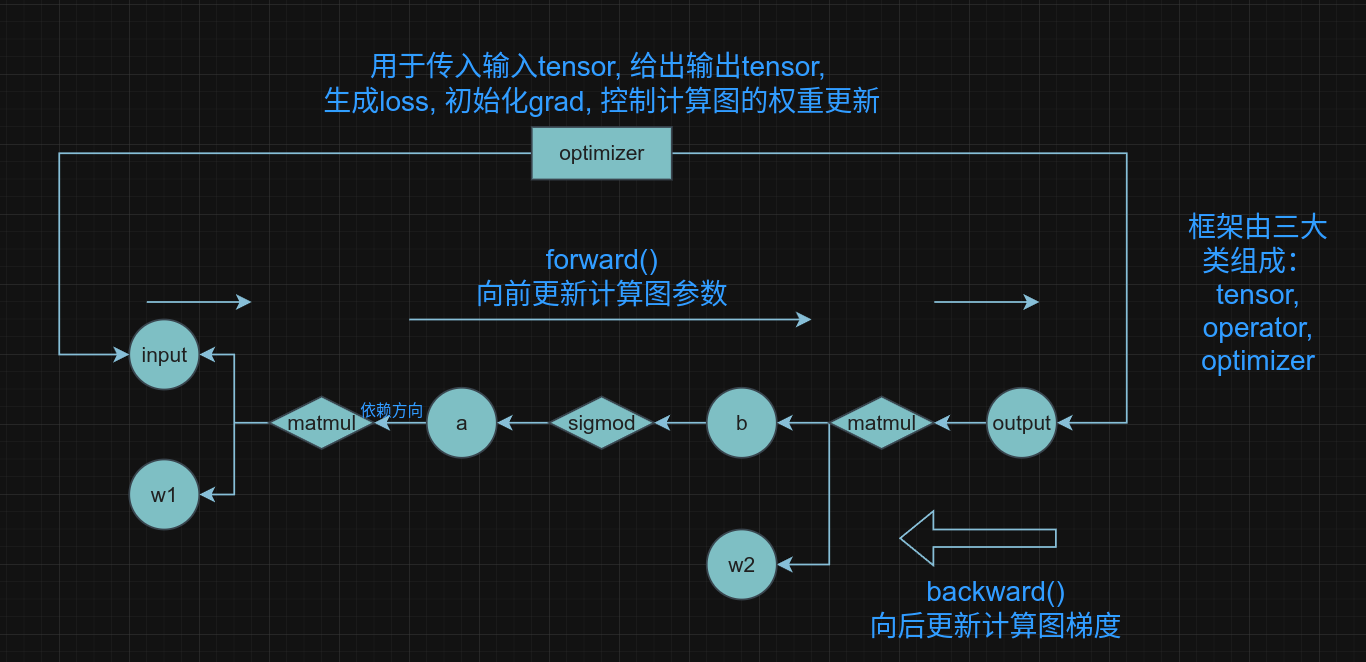 用于传入输入tensor, 给出输出tensor,
生成loss, 初始化grad, 控制计算图的权重更新
optimizer
框架由三大
类组成：
tensor,
operator,
optimizer
forward()
向前更新计算图参数
input
matmul
依赖方向
a
sigmod
b
matmul
output
w1
w2
backward()
向后更新计算图梯度